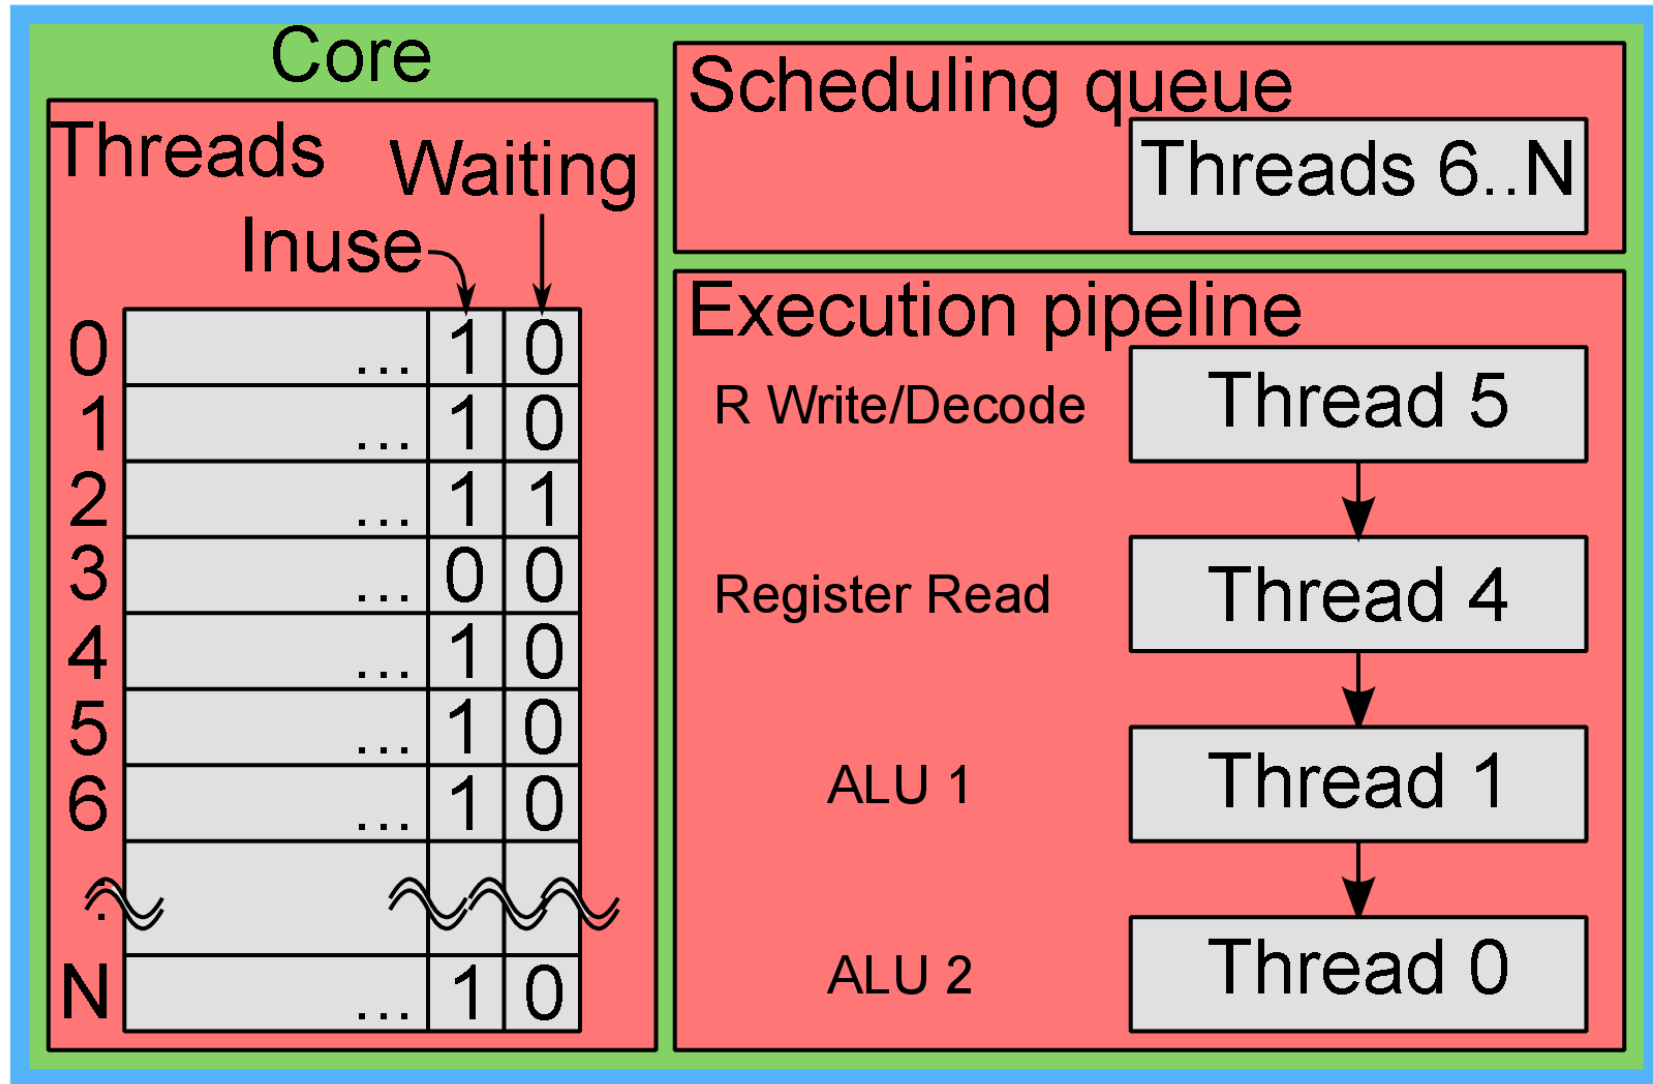 Core
Threads
Waiting
Inuse
0 ... 1 0
1 ... 1 0
2 ... 1 1
3 ... 0 0
4 ... 1 0
5 ... 1 0
6 ... 1 0
:
N ... 1 0
Scheduling queue
Threads 6..N
Execution pipeline
R Write/Decode Thread 5
Register Read Thread 4
ALU 1 Thread 1
ALU 2 Thread 0